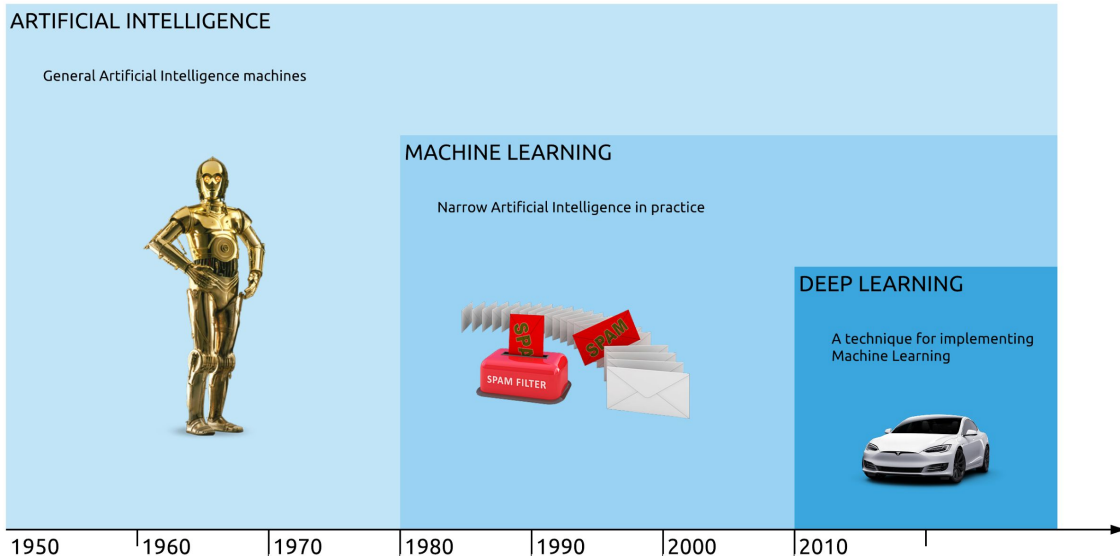 ARTIFICIAL INTELLIGENCE
General Artificial Intelligence machines
MACHINE LEARNING
Narrow Artificial Intelligence in practice
DEEP LEARNING
A technique for implementing
Machine Learning
SPAM
SPA
SPAM FILTER
1950
1960
1970
1980
1990
2000
2010